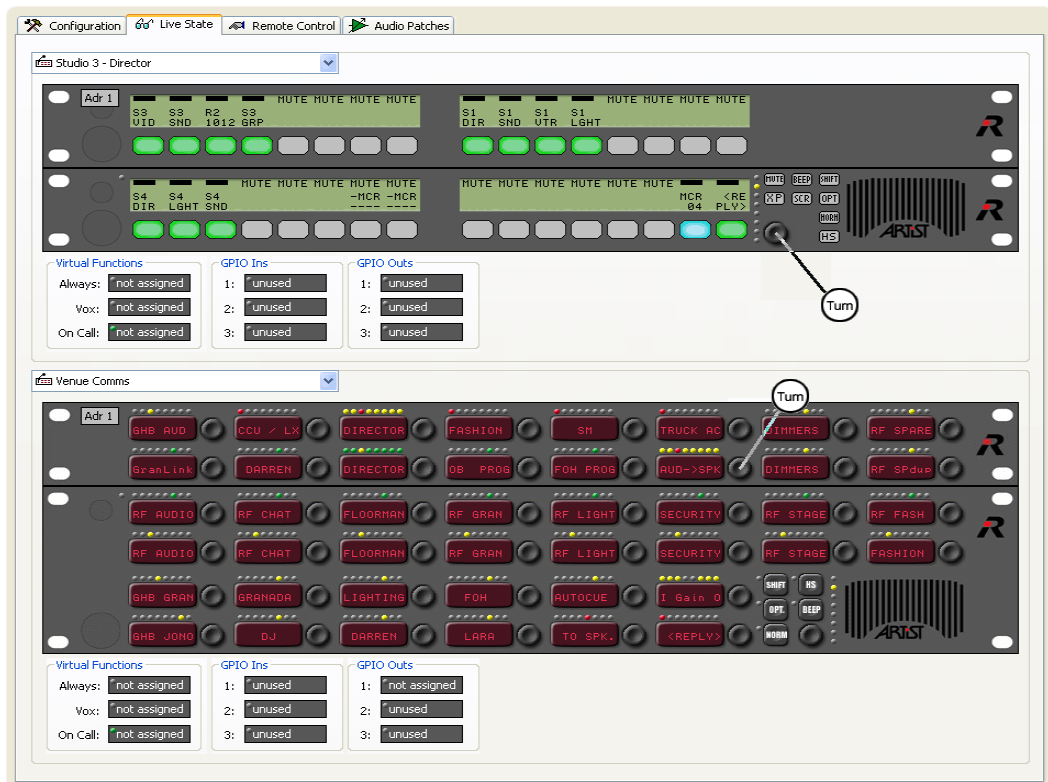 Configuration Live State Remote Control Audio Patches
Studio 3 - Director
Adr 1
MUTE MUTE MUTE MUTE MUTE MUTE MUTE MUTE
S3 S3 R2 S3 S1 S1 S1 S1
VID SND 1012 GRP DIR SND VTR LGHT
MUTE MUTE MUTE MUTE MUTE MUTE MUTE MUTE MUTE MUTE MUTE
MUTE BEEP SHIFT
S4 S4 S4 -MCR -MCR MCR <RE
DIR LGHT SND ---- ---- 04 PLY>
XP SCR OPT
NORM
HS
ARTIST
Turn
Virtual Functions GPIO Ins GPIO Outs
Always: not assigned 1: unused 1: unused
Vox: not assigned 2: unused 2: unused
On Call: not assigned 3: unused 3: unused
Venue Comms
Turn
Adr 1
GHB AUD CCU / LX DIRECTOR FASHION SM TRUCK AC DIMMERS RF SPARE
GranLink DARREN DIRECTOR OB PROG FOH PROG AUD->SPK DIMMERS RF SPdup
RF AUDIO RF CHAT FLOORMAN RF GRAN RF LIGHT SECURITY RF STAGE RF FASH
RF AUDIO RF CHAT FLOORMAN RF GRAN RF LIGHT SECURITY RF STAGE FASHION
GHB GRAN GRANADA LIGHTING FOH AUTOCUE I Gain O SHIFT HS
OPT. BEEP
GHB JONO DJ DARREN LARA TO SPK. <REPLY> NORM
ARTIST
Virtual Functions GPIO Ins GPIO Outs
Always: not assigned 1: unused 1: not assigned
Vox: not assigned 2: unused 2: unused
On Call: not assigned 3: unused 3: unused